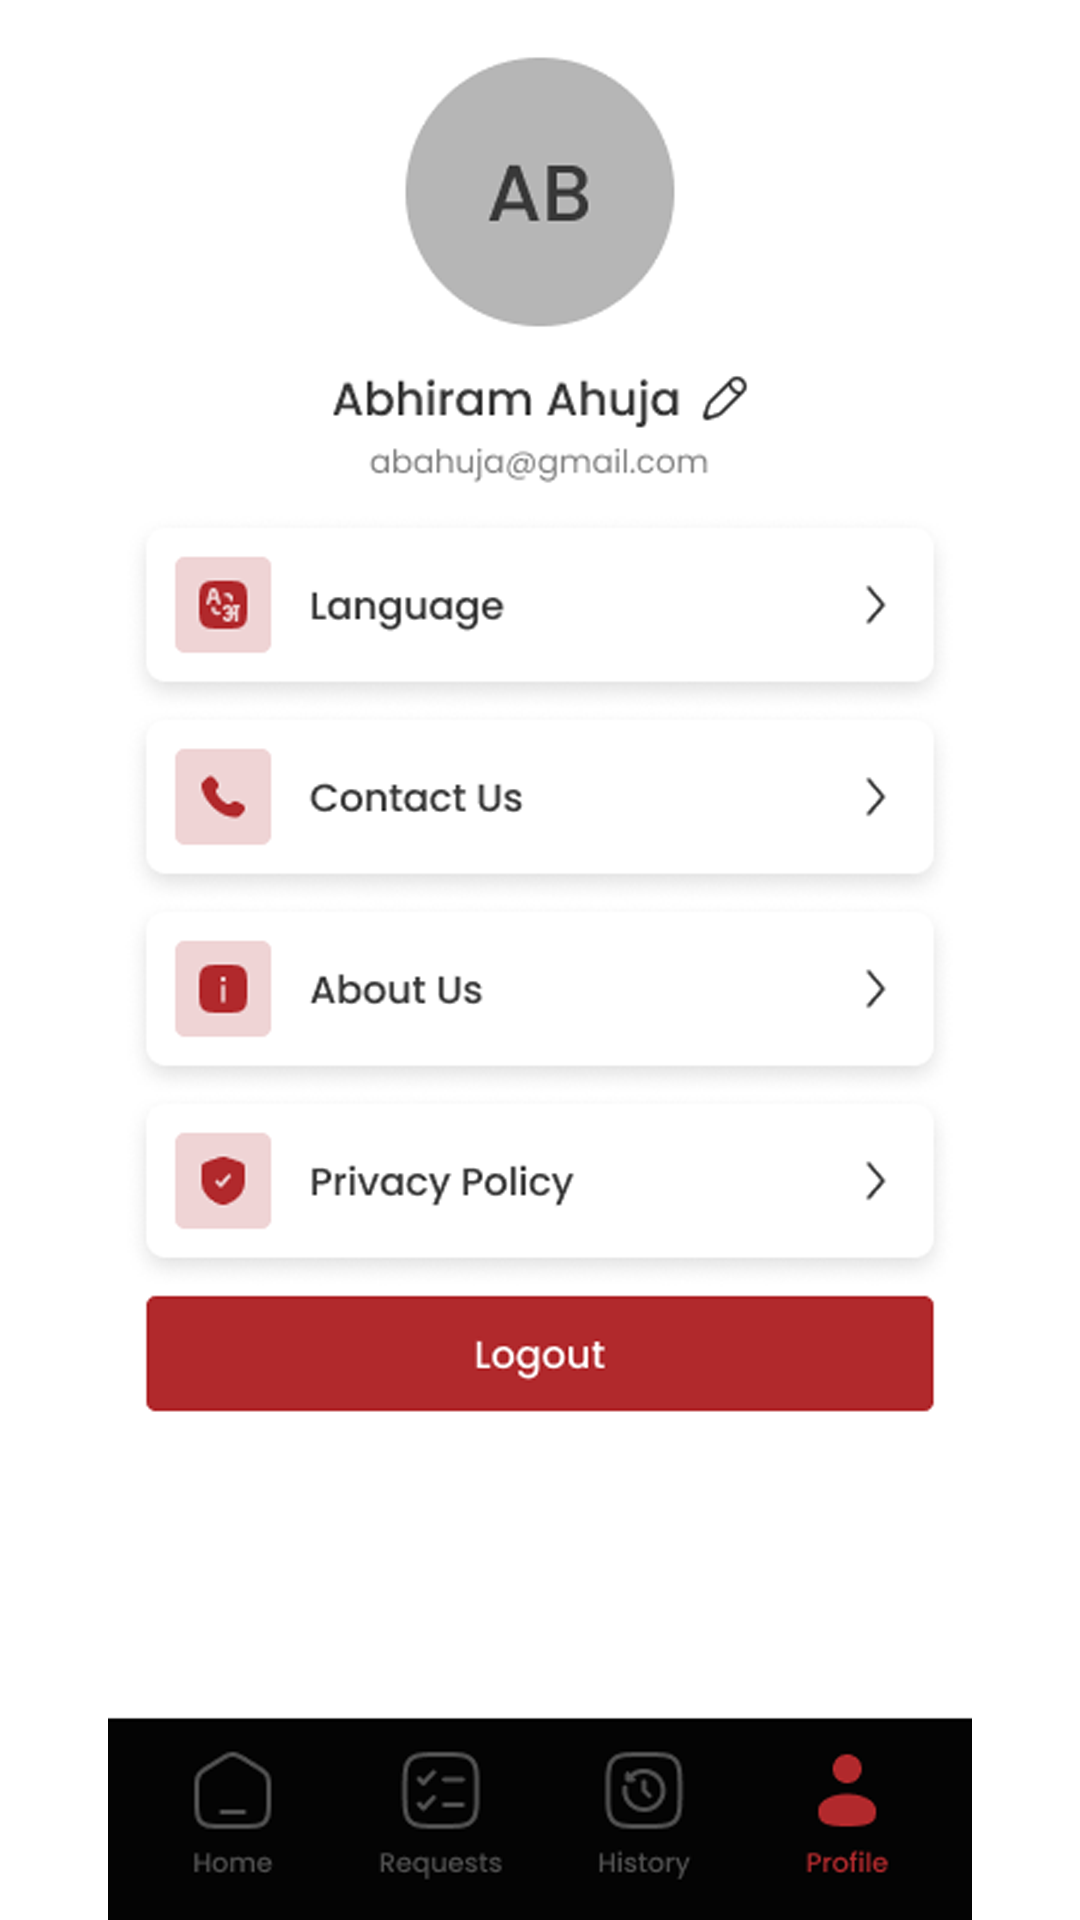 AB
Abhiram Ahuja
abahuja@gmail.com
A अ
Language
Contact Us
i
About Us
Privacy Policy
Logout
Home
Requests
History
Profile